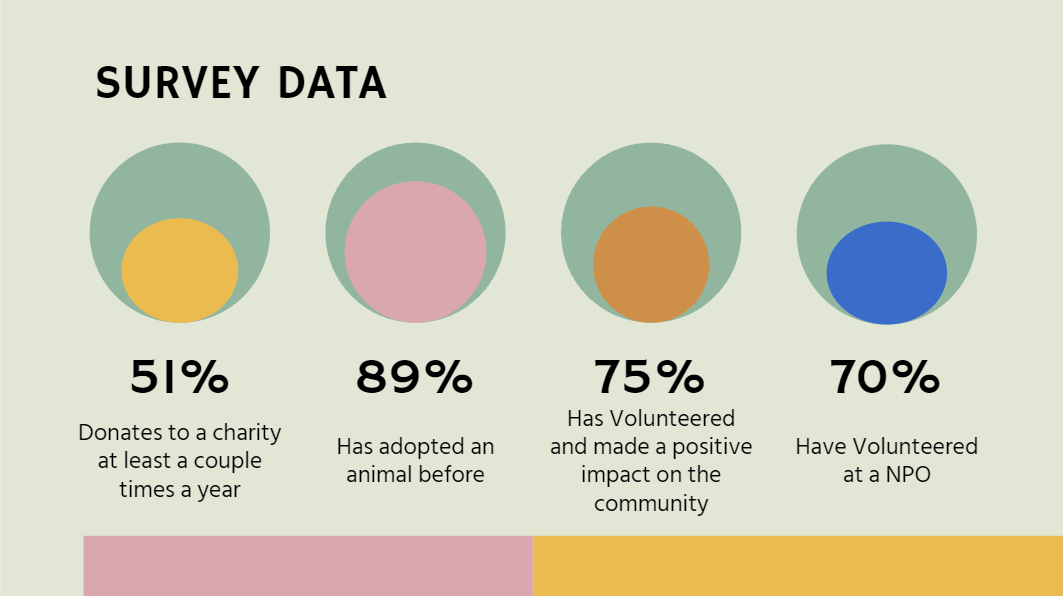 SURVEY DATA
51%
Donates to a charity
at least a couple
times a year
89%
Has adopted an
animal before
75%
Has Volunteered
and made a positive
impact on the
community
70%
Have Volunteered
at a NPO